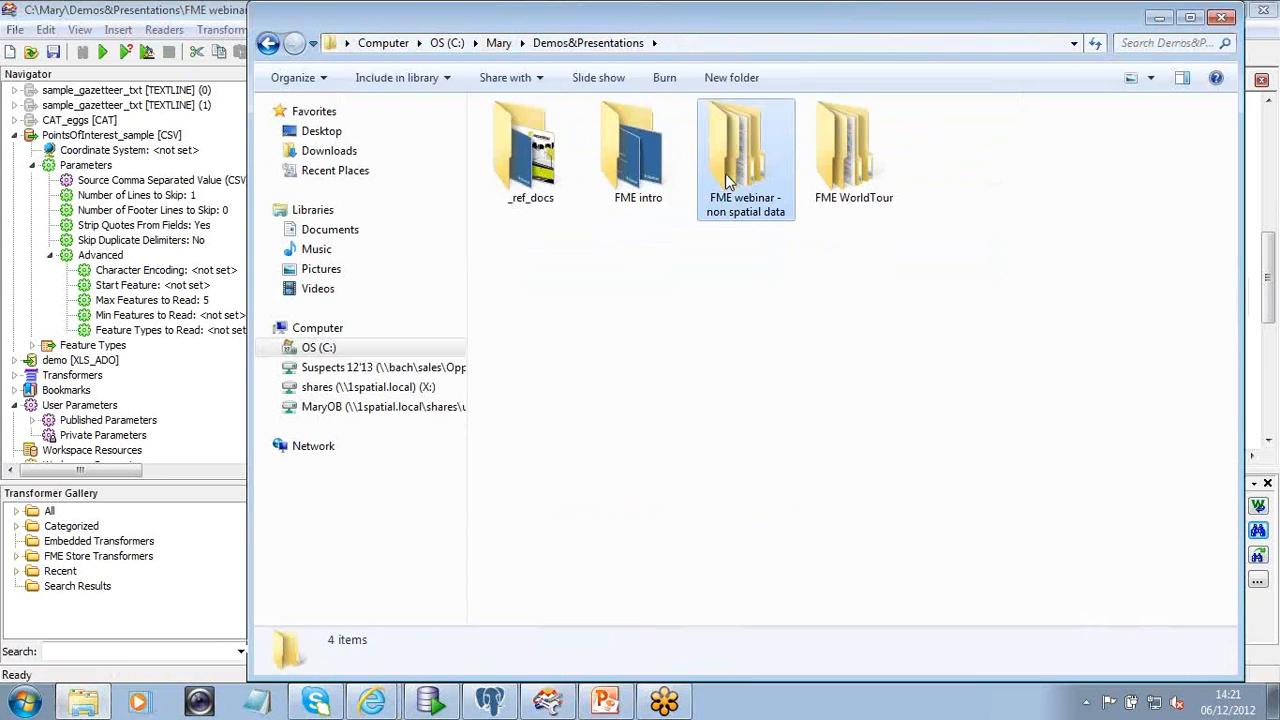 C:\Mary\Demos&Presentations\FME webinar
File Edit View Insert Readers Transform
Navigator
sample_gazetteer_txt [TEXTLINE] (0)
sample_gazetteer_txt [TEXTLINE] (1)
CAT_eggs [CAT]
PointsOfInterest_sample [CSV]
Coordinate System: <not set>
Parameters
Source Comma Separated Value (CSV
Number of Lines to Skip: 1
Number of Footer Lines to Skip: 0
Strip Quotes From Fields: Yes
Skip Duplicate Delimiters: No
Advanced
Character Encoding: <not set>
Start Feature: <not set>
Max Features to Read: 5
Min Features to Read: <not set>
Feature Types to Read: <not set
Feature Types
demo [XLS_ADO]
Transformers
Bookmarks
User Parameters
Published Parameters
Private Parameters
Workspace Resources
Transformer Gallery
All
Categorized
Embedded Transformers
FME Store Transformers
Recent
Search Results
Search:
Ready
Computer OS (C:) Mary Demos&Presentations
Search Demos&P...
Organize Include in library Share with Slide show Burn New folder
Favorites
Desktop
Downloads
Recent Places
Libraries
Documents
Music
Pictures
Videos
Computer
OS (C:)
Suspects 12'13 (\\bach\sales\Opp
shares (\\1spatial.local) (X:)
MaryOB (\\1spatial.local\shares\u
Network
_ref_docs
FME intro
FME webinar -
non spatial data
FME WorldTour
4 items
14:21
06/12/2012